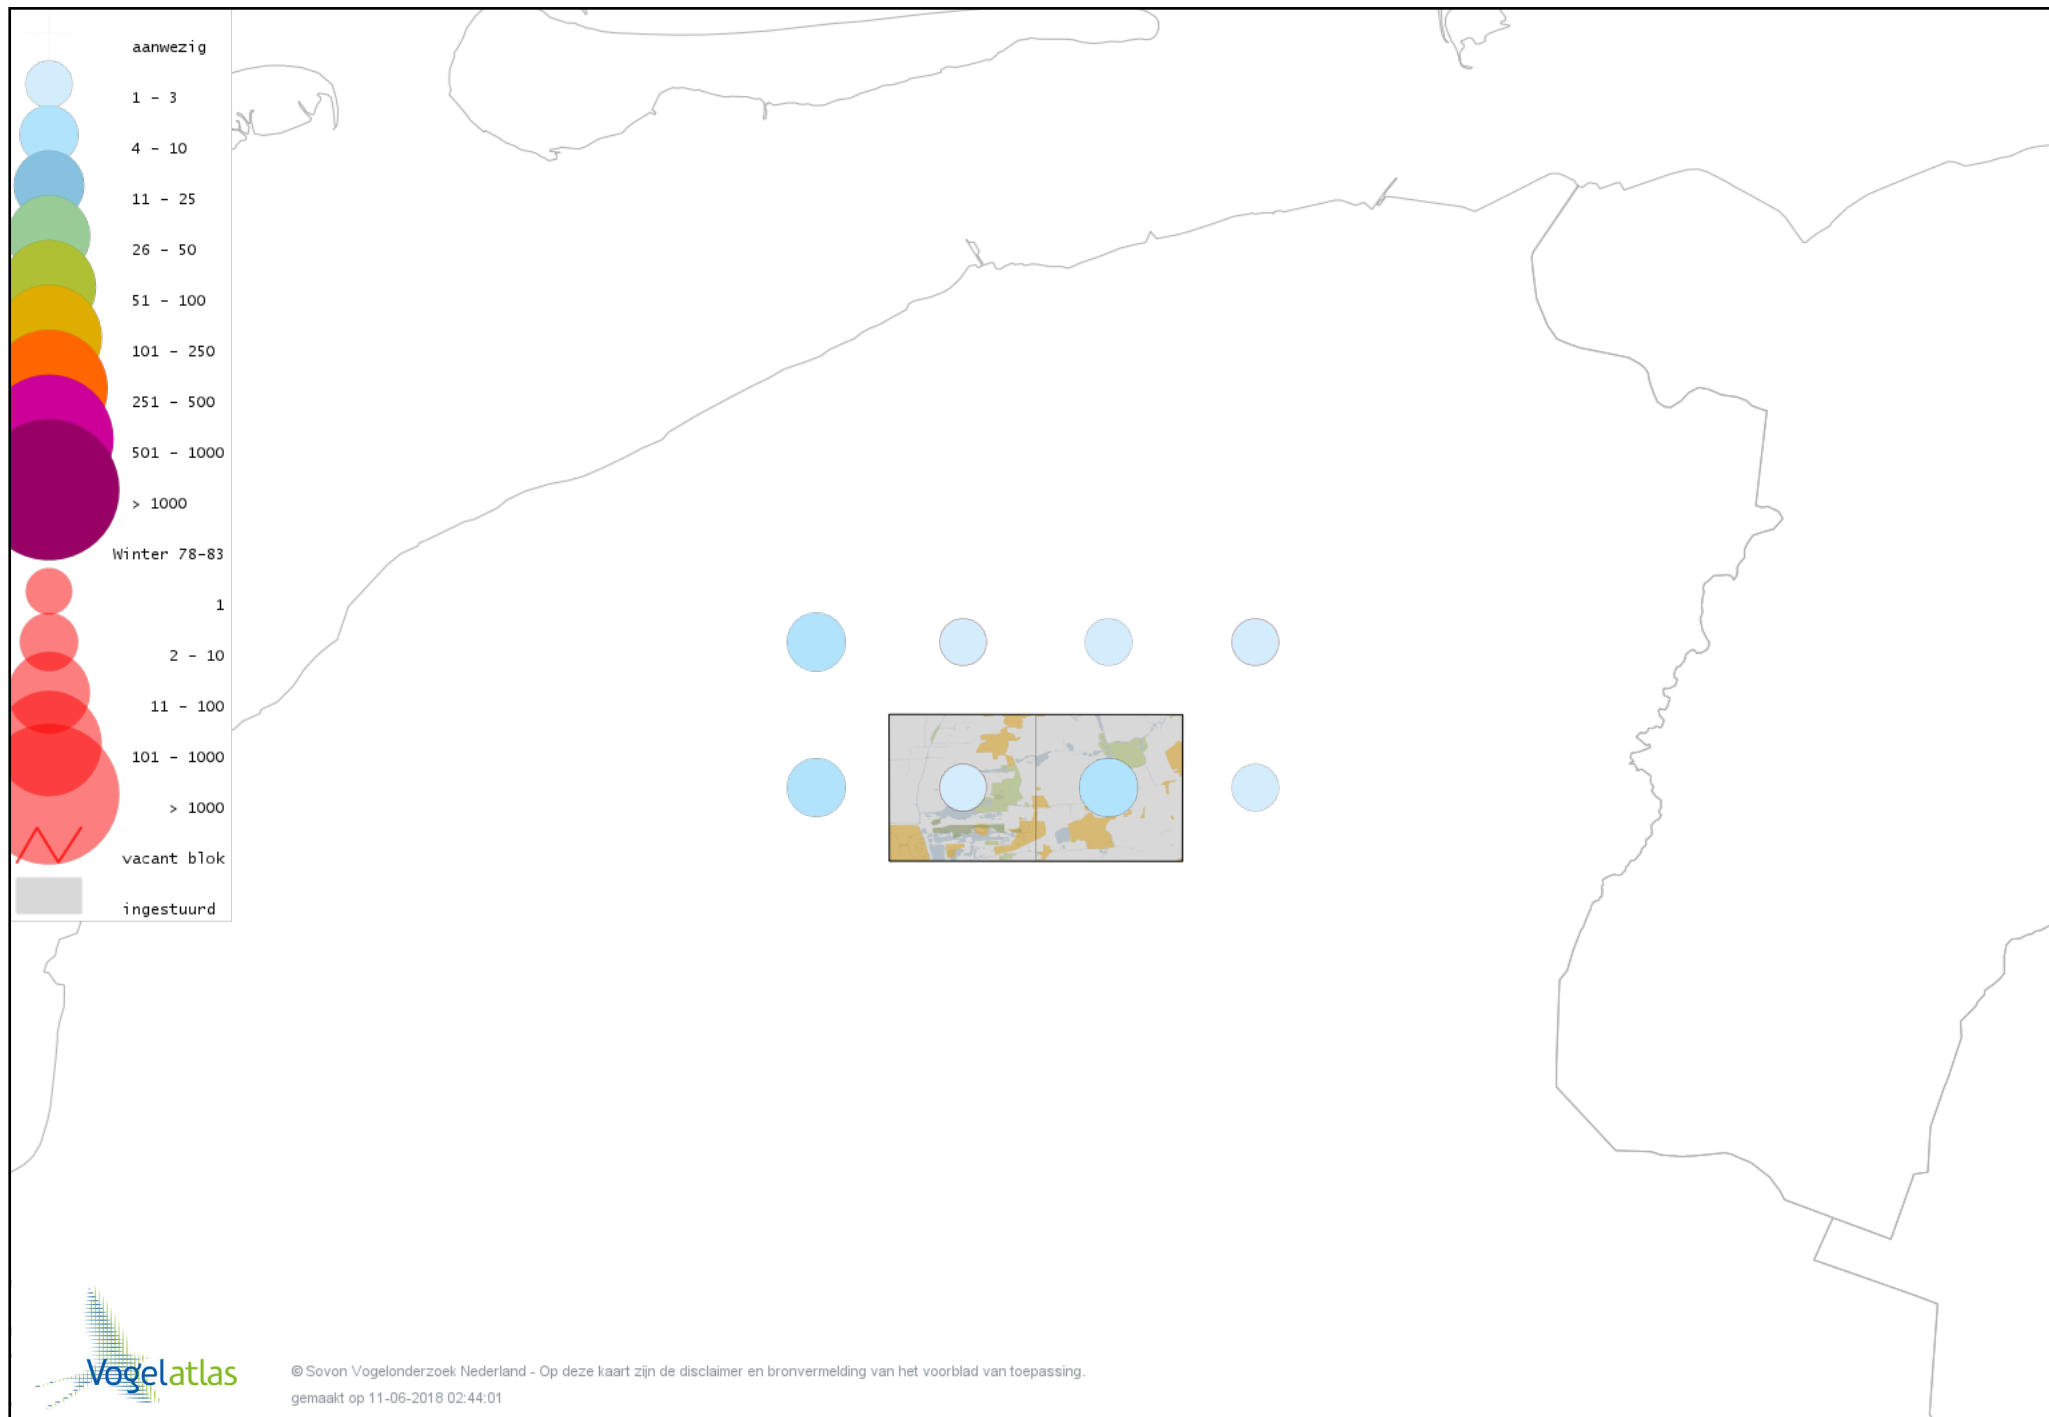 aanwezig
1 - 3
4 - 10
11 - 25
26 - 50
51 - 100
101 - 250
251 - 500
501 - 1000
> 1000
Winter 78-83
1
2 - 10
11 - 100
101 - 1000
> 1000
vacant blok
ingestuurd
Vogelatlas
© Sovon Vogelonderzoek Nederland - Op deze kaart zijn de disclaimer en bronvermelding van het voorblad van toepassing.
gemaakt op 11-06-2018 02:44:01